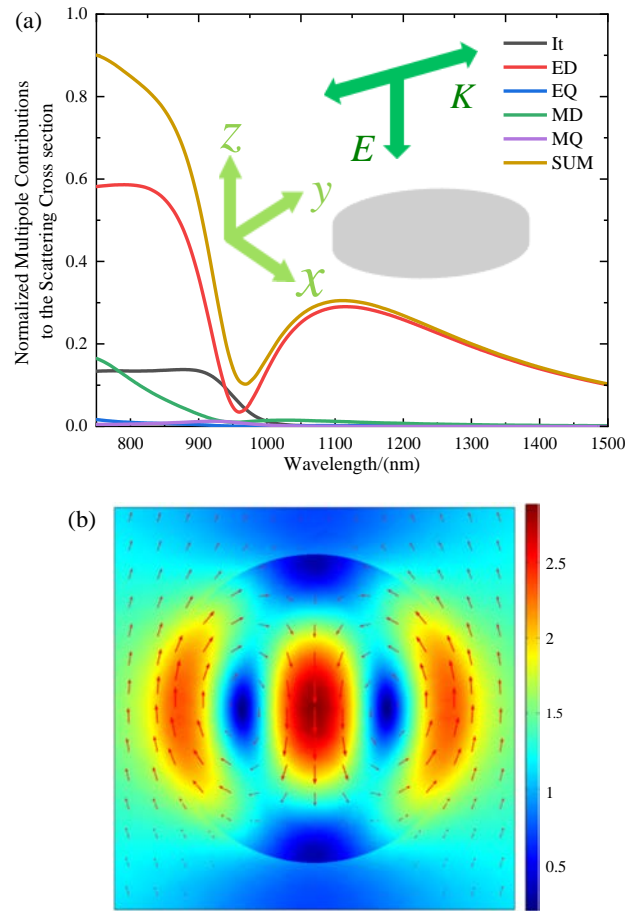 (a)
1.0
0.8
0.6
0.4
0.2
0.0
Normalized Multipole Contributions
to the Scattering Cross section
800 900 1000 1100 1200 1300 1400 1500
Wavelength/(nm)
z
y
x
K
E
It
ED
EQ
MD
MQ
SUM
(b)
2.5
2
1.5
1
0.5